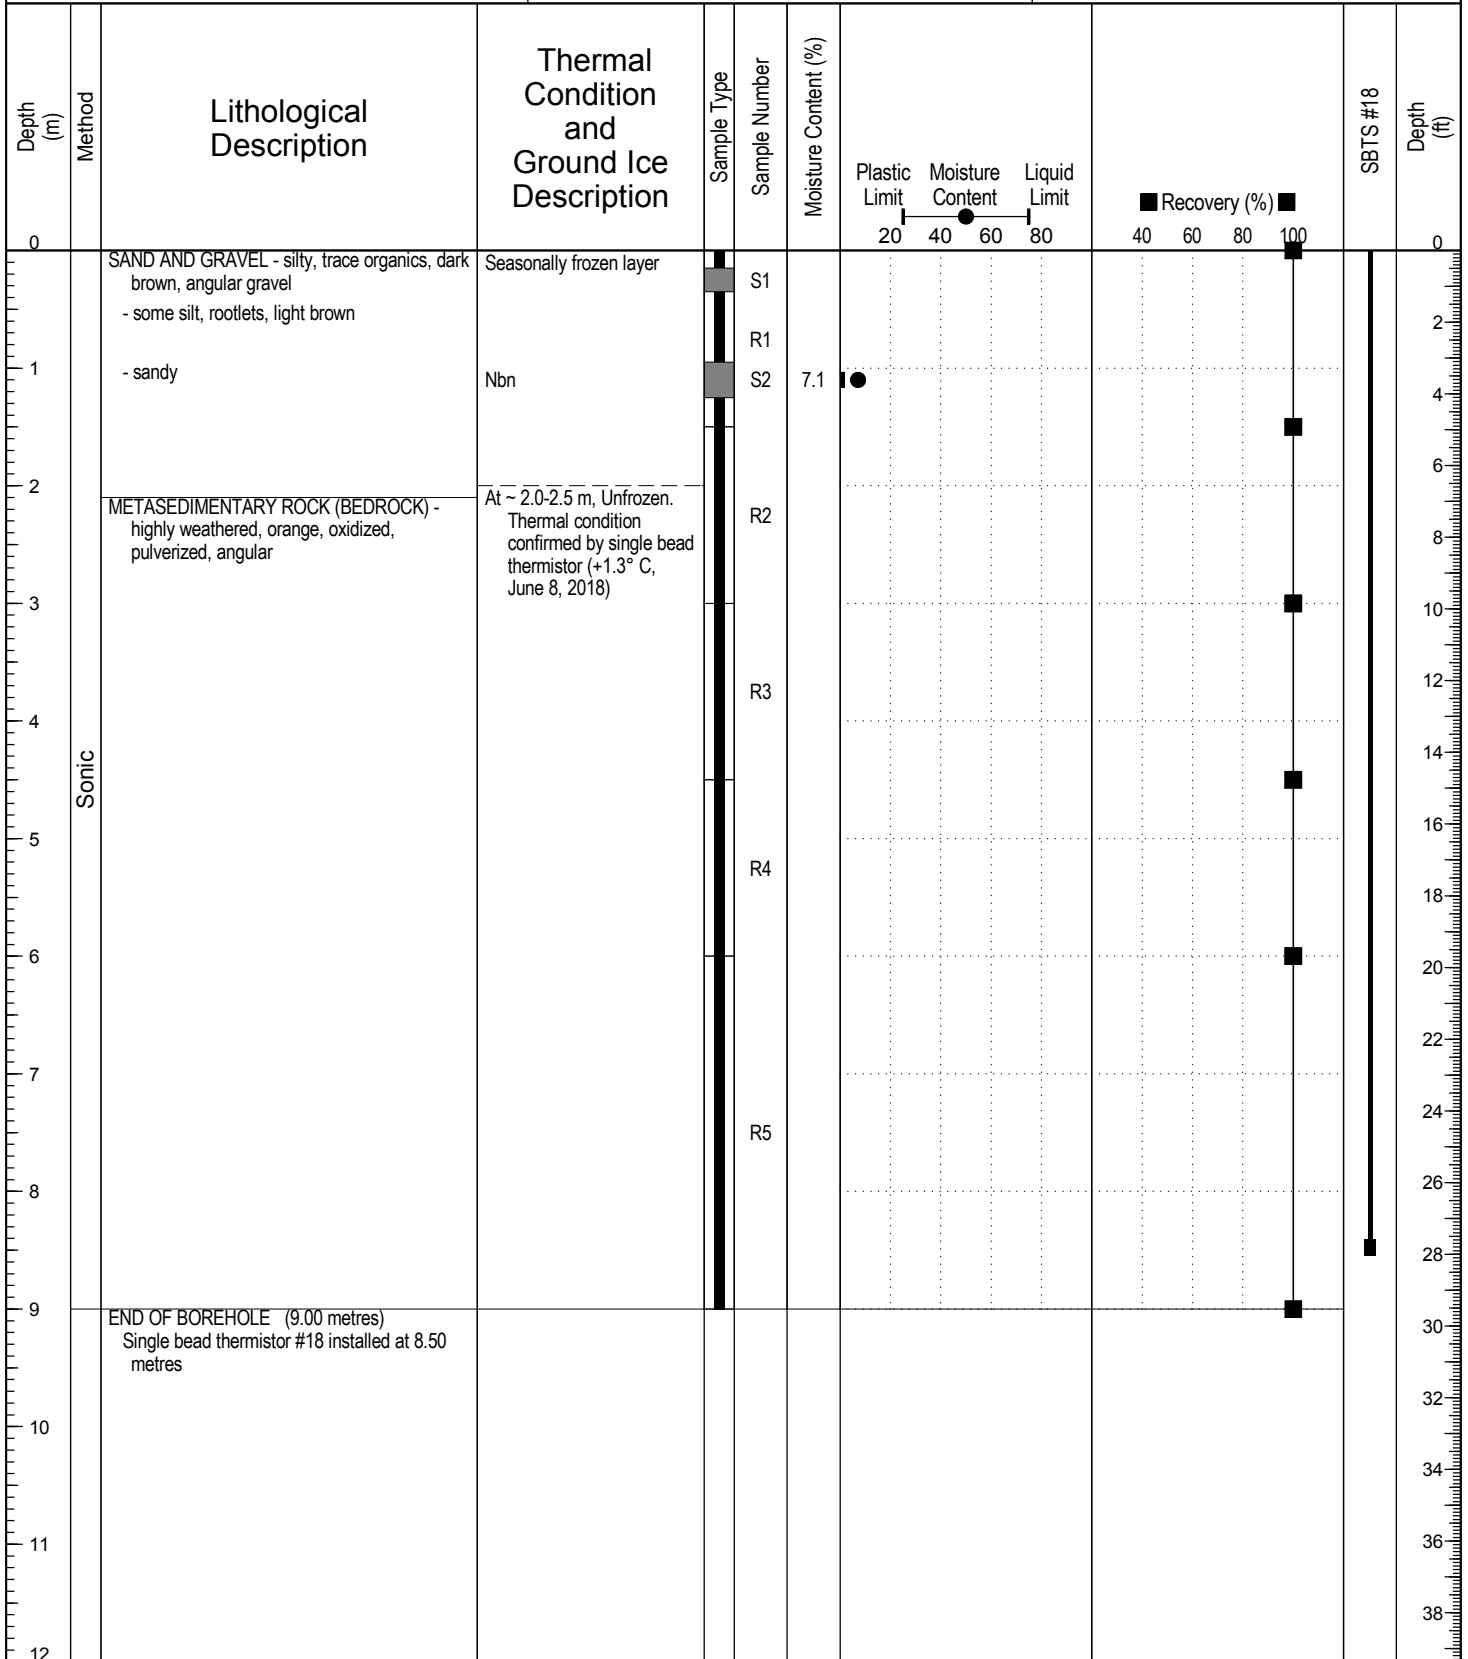 Depth
(m)
Method
Lithological
Description
Thermal
Condition
and
Ground Ice
Description
Sample Type
Sample Number
Moisture Content (%)
Plastic Moisture Liquid
Limit Content Limit
20 40 60 80
■ Recovery (%) ■
40 60 80 100
SBTS #18
Depth
(ft)
0
0
SAND AND GRAVEL - silty, trace organics, dark
brown, angular gravel
- some silt, rootlets, light brown
- sandy
Seasonally frozen layer
Nbn
S1
R1
S2
7.1
METASEDIMENTARY ROCK (BEDROCK) -
highly weathered, orange, oxidized,
pulverized, angular
At ~ 2.0-2.5 m, Unfrozen.
Thermal condition
confirmed by single bead
thermistor (+1.3° C,
June 8, 2018)
R2
R3
R4
R5
Sonic
END OF BOREHOLE (9.00 metres)
Single bead thermistor #18 installed at 8.50
metres
1
2
3
4
5
6
7
8
9
10
11
12
2
4
6
8
10
12
14
16
18
20
22
24
26
28
30
32
34
36
38